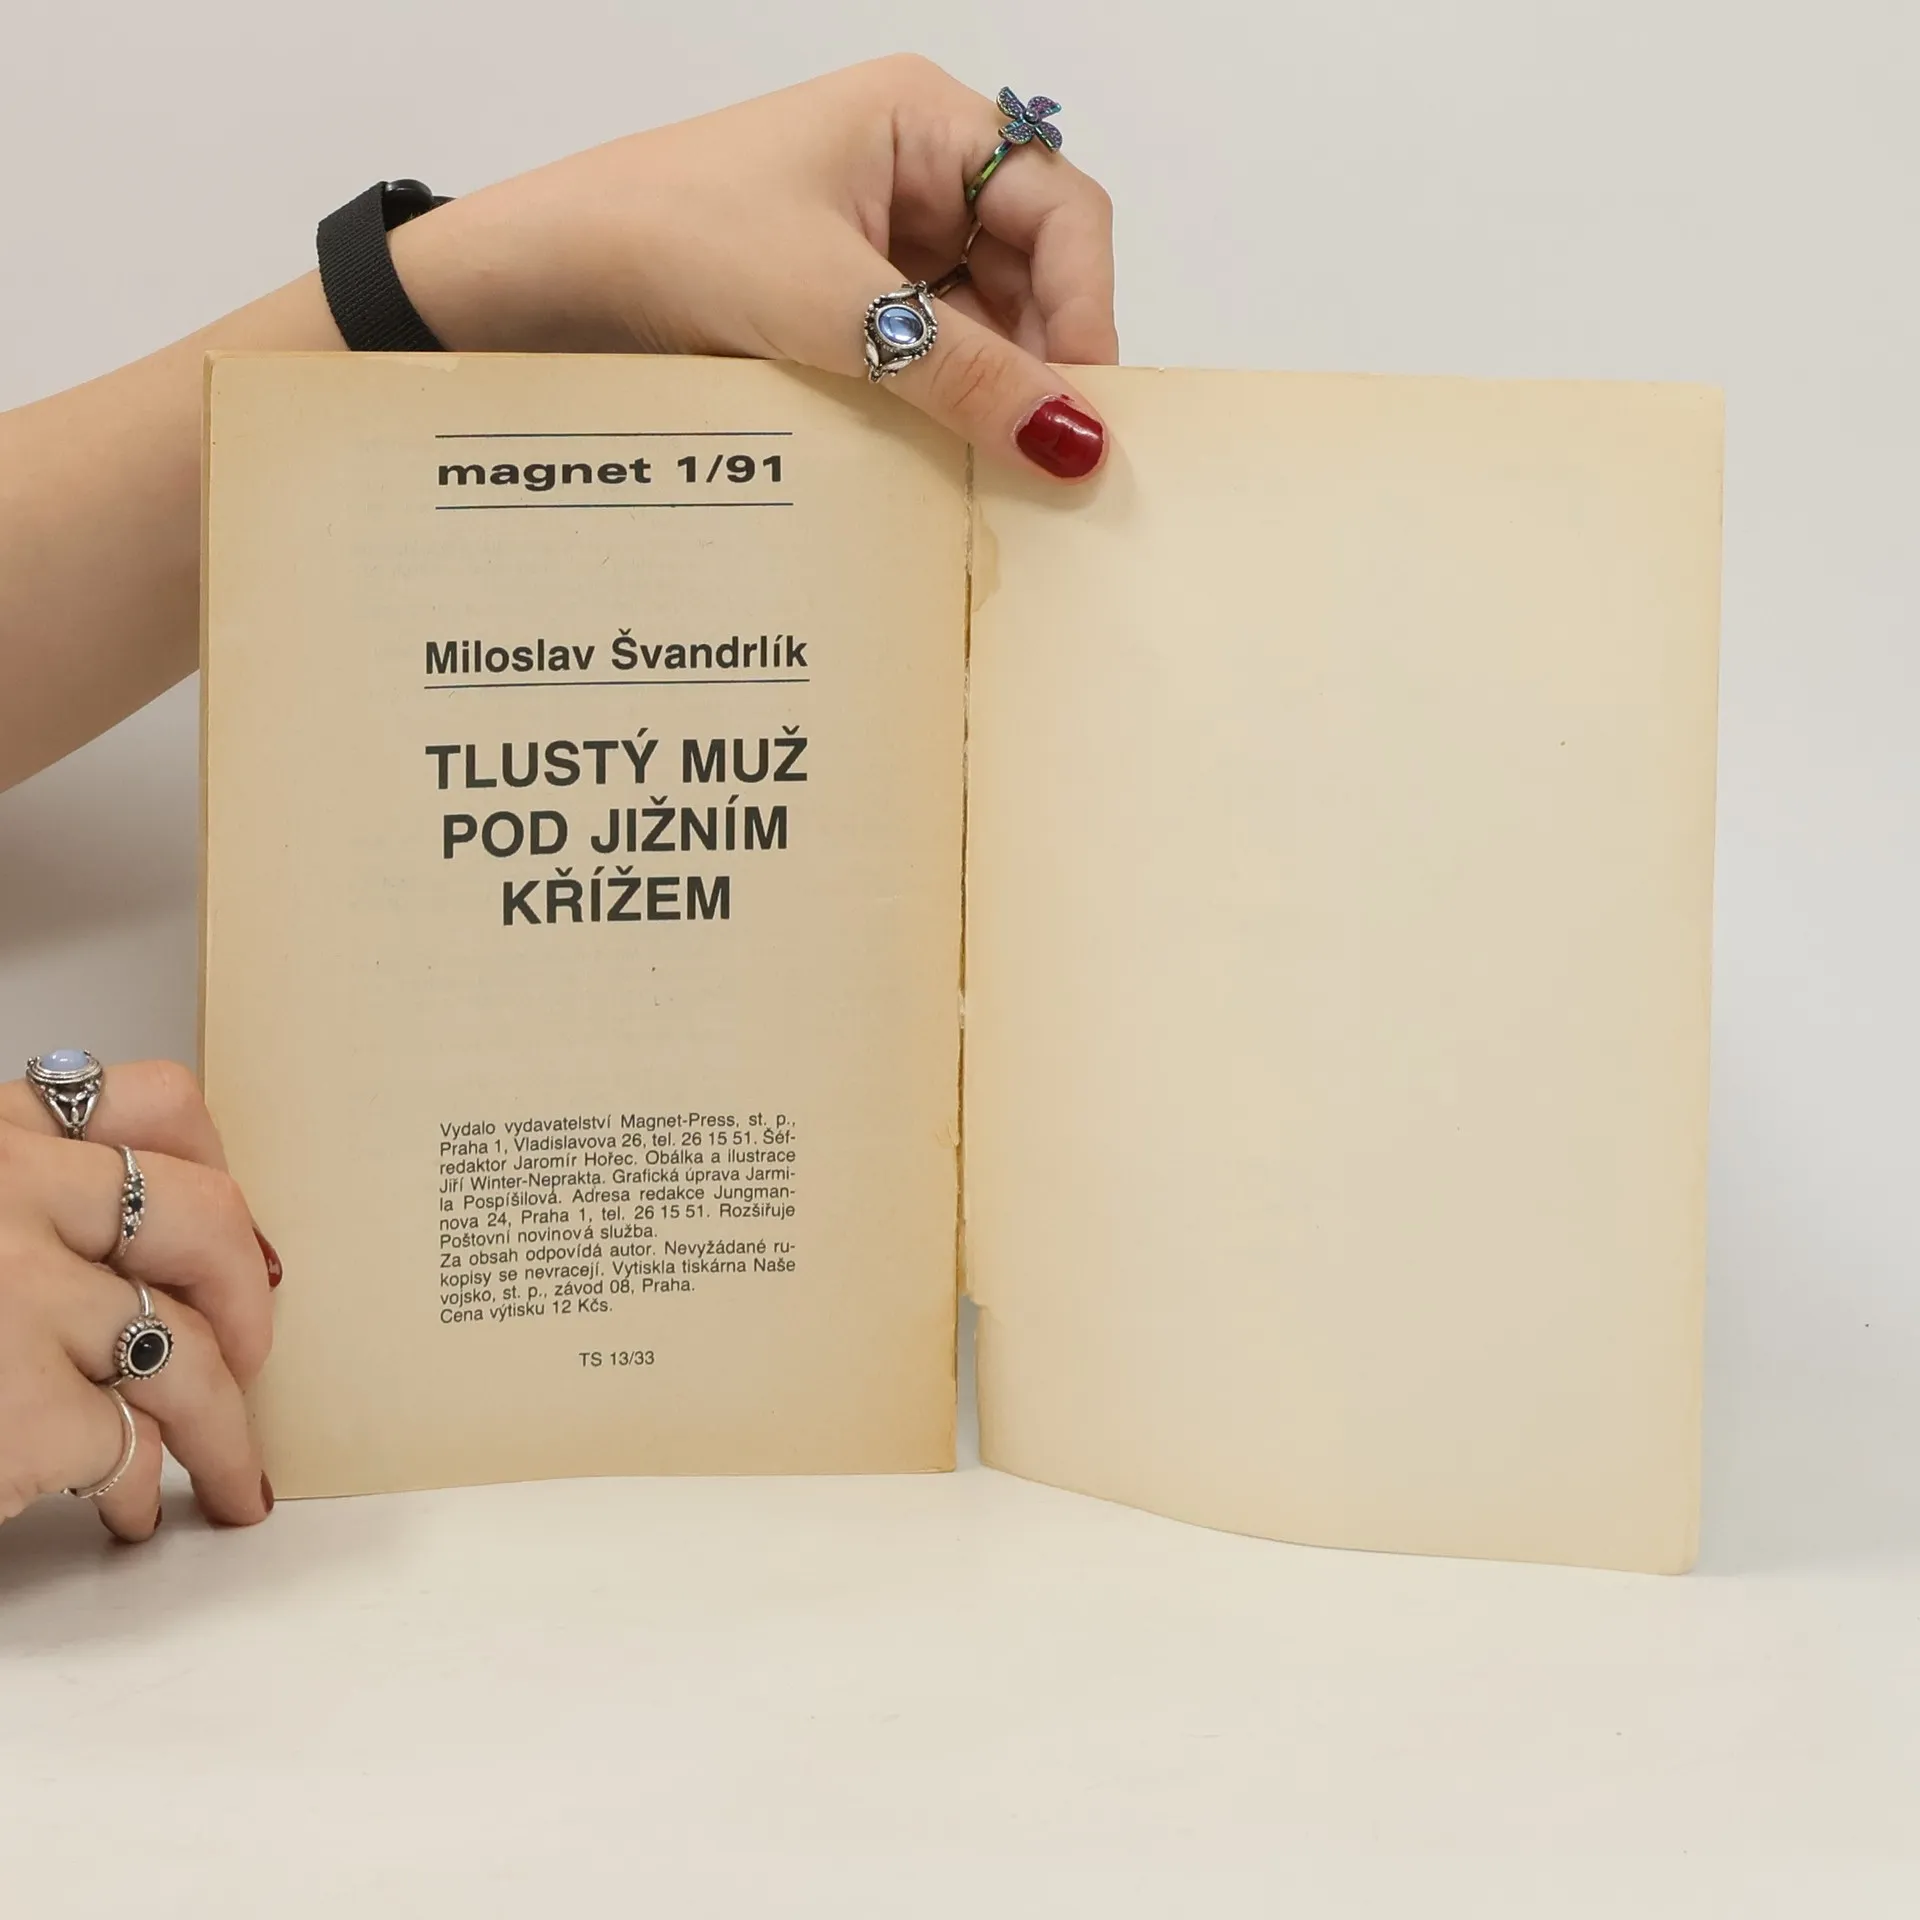 magnet 1/91
Miloslav Švandrlík
TLUSTÝ MUŽ
POD JIŽNÍM
KŘÍŽEM
Vydalo vydavatelství Magnet-Press, st. p.,
Praha 1, Vladislavova 26, tel. 26 15 51. Šéf-
redaktor Jaromír Hořec. Obálka a ilustrace
Jiří Winter-Neprakta. Grafická úprava Jarmi-
la Pospíšilová. Adresa redakce Jungman-
nova 24, Praha 1, tel. 26 15 51. Rozšiřuje
Poštovní novinová služba.
Za obsah odpovídá autor. Nevyžádané ru-
kopisy se nevracejí. Vytiskla tiskárna Naše
vojsko, st. p., závod 08, Praha.
Cena výtisku 12 Kčs.
TS 13/33